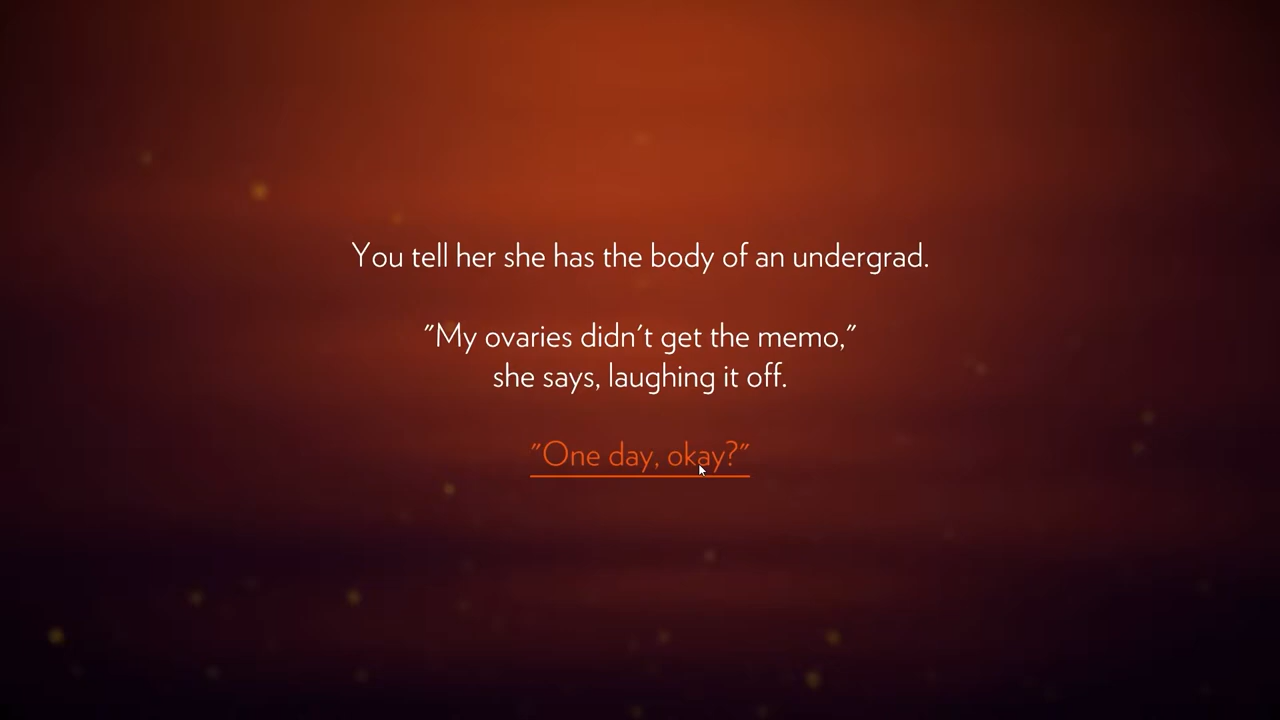 You tell her she has the body of an undergrad.
"My ovaries didn't get the memo,"
she says, laughing it off.
"One day, okay?"